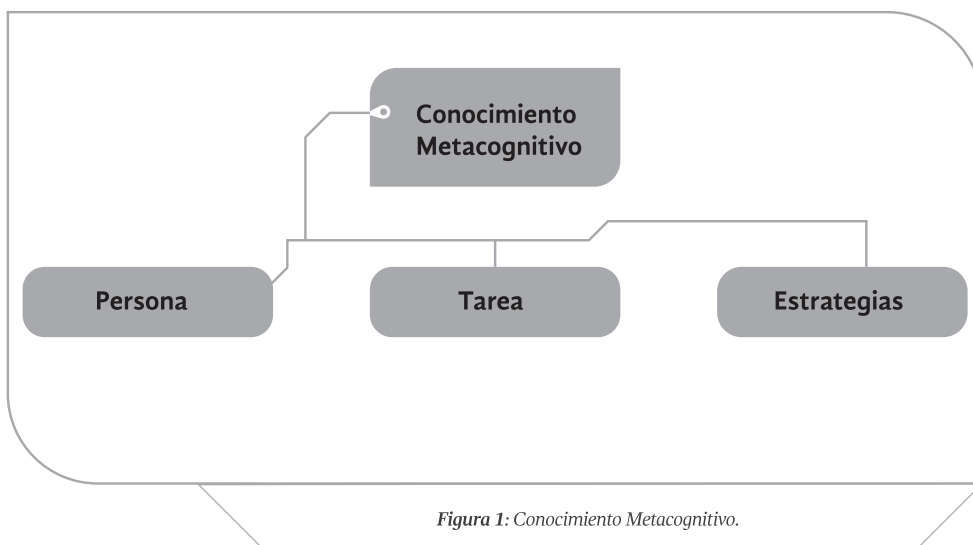 Conocimiento
Metacognitivo
Persona
Tarea
Estrategias
Figura 1: Conocimiento Metacognitivo.